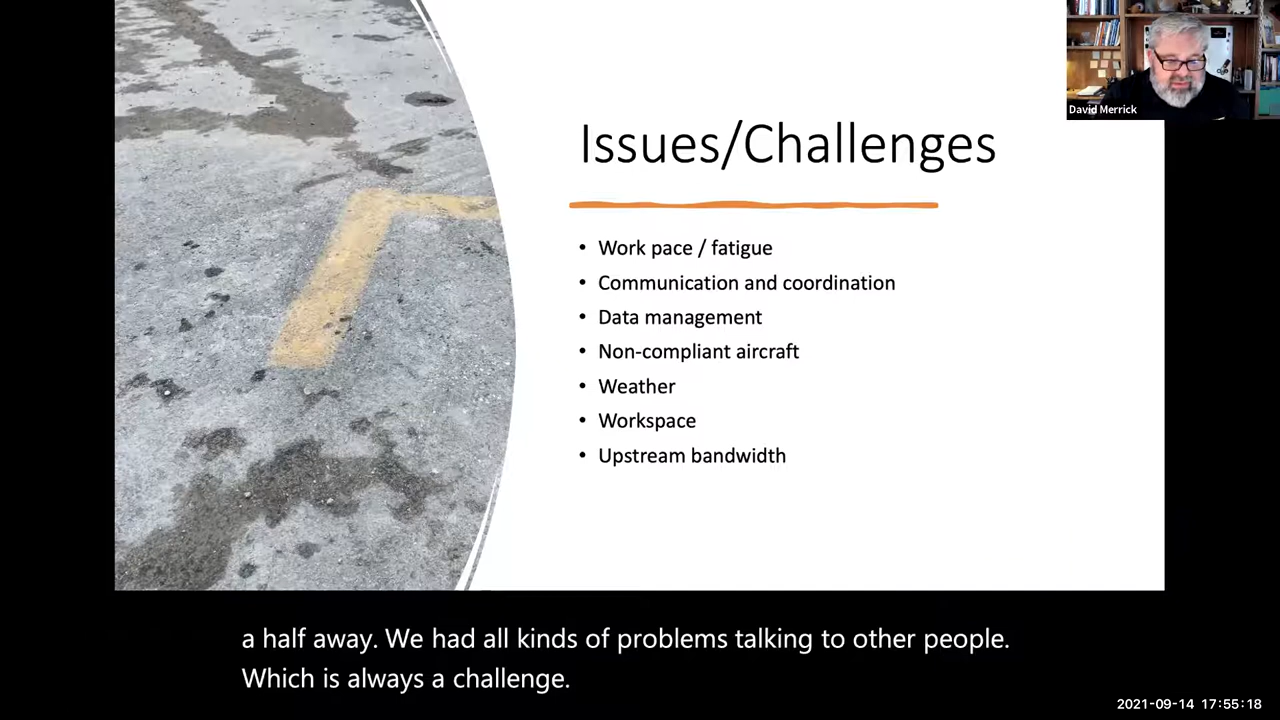 David Merrick
Issues/Challenges
• Work pace / fatigue
• Communication and coordination
• Data management
• Non-compliant aircraft
• Weather
• Workspace
• Upstream bandwidth
a half away. We had all kinds of problems talking to other people.
Which is always a challenge.
2021-09-14 17:55:18